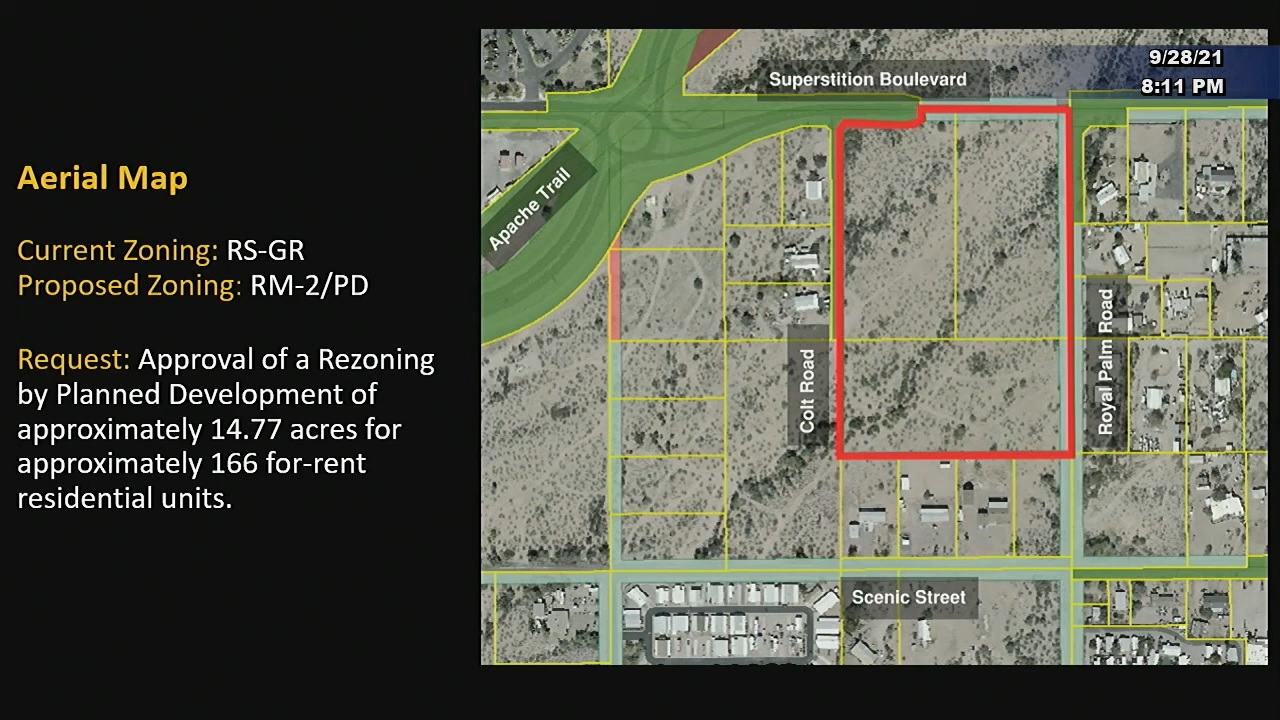 Aerial Map
Current Zoning: RS-GR
Proposed Zoning: RM-2/PD
Request: Approval of a Rezoning
by Planned Development of
approximately 14.77 acres for
approximately 166 for-rent
residential units.
9/28/21
8:11 PM
Superstition Boulevard
Apache Trail
Colt Road
Royal Palm Road
Scenic Street